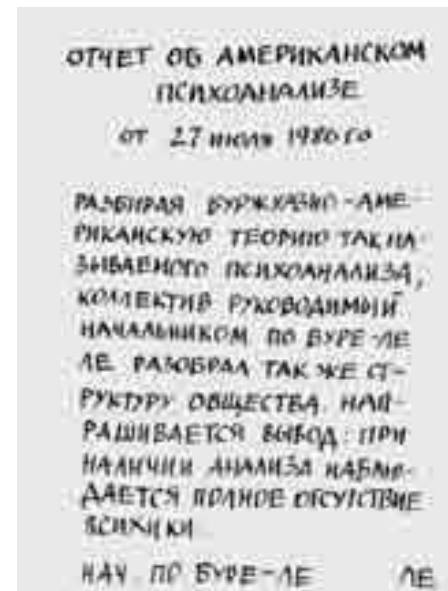 ОТЧЕТ ОБ АМЕРИКАНСКОМ
ПСИХОАНАЛИЗЕ
от 27 июля 1980 го
РАЗБИРАЯ БУРЖУАЗНО-АМЕ-
РИКАНСКУЮ ТЕОРИЮ ТАК НА
ЗЫВАЕМОГО ПСИХОАНАЛИЗА,
КОЛЛЕКТИВ РУКОВОДИМЫЙ
НАЧАЛЬНИКОМ ПО БУРЕ-ЛЕ
ЛЕ РАЗОБРАЛ ТАК ЖЕ СТ-
РУКТУРУ ОБЩЕСТВА. НАП-
РАШИВАЕТСЯ ВЫВОД: ПРИ
НАЛИЧИИ АНАЛИЗА НАБЛЮ-
ДАЕТСЯ ПОЛНОЕ ОТСУТСТВИЕ
ПСИХИКИ
НАЧ ПО БУРЕ-ЛЕ ЛЕ